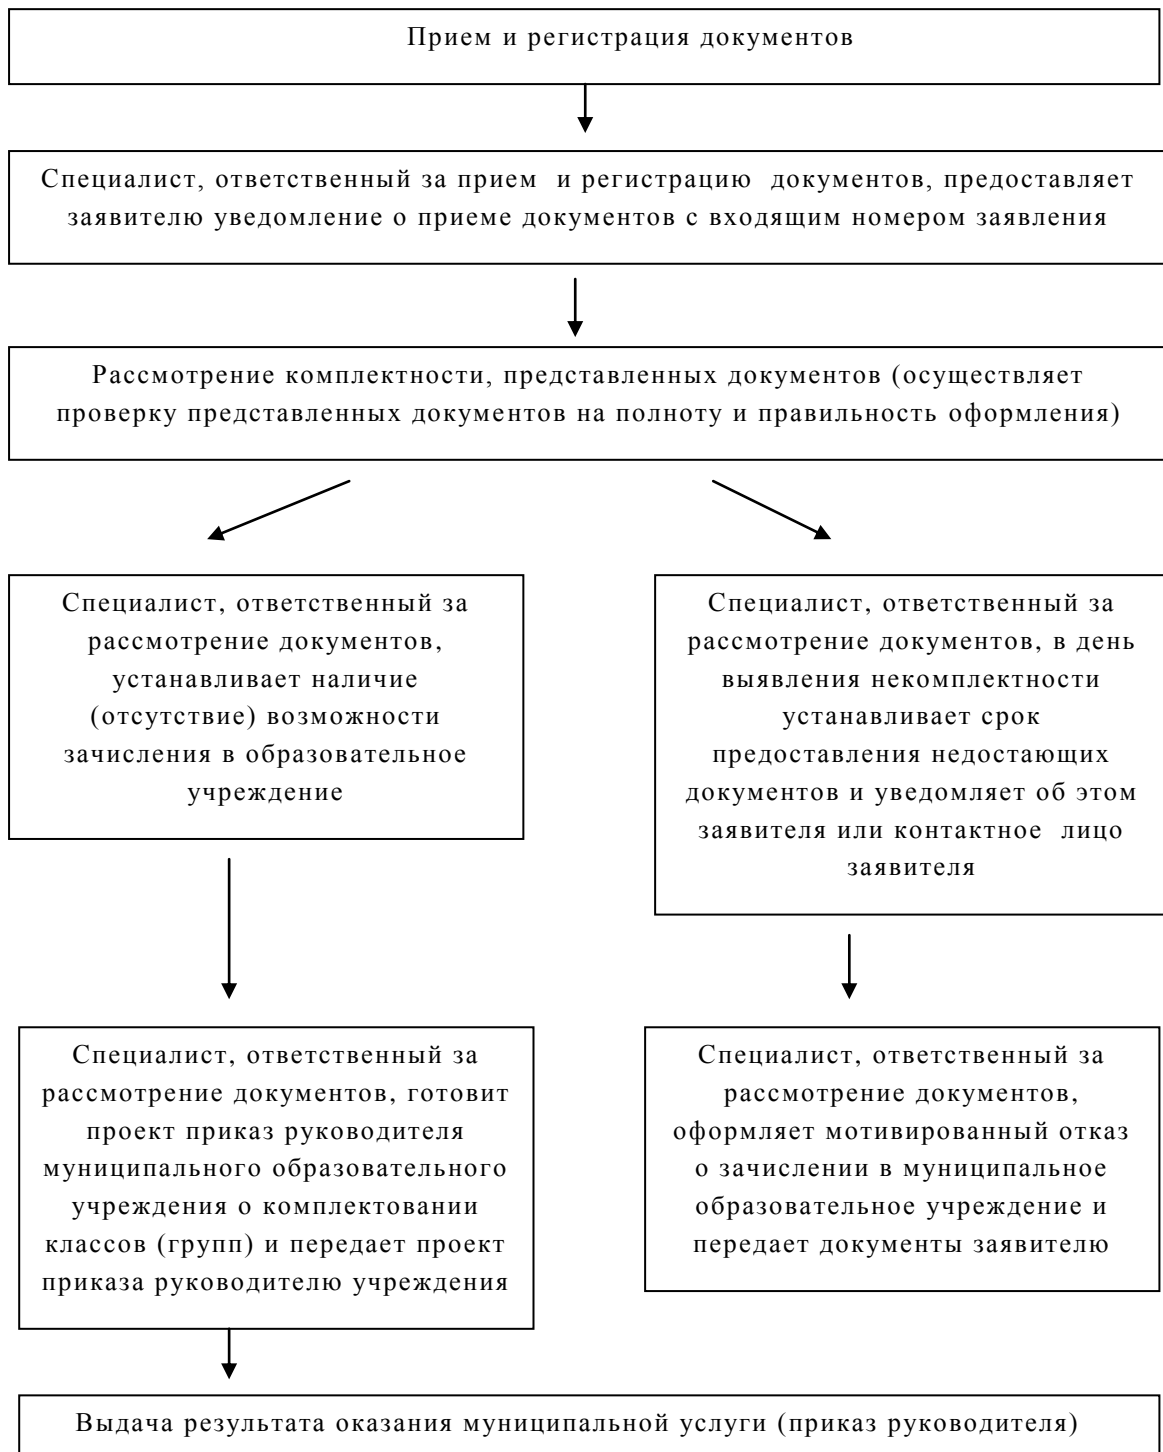 Прием и регистрация документов
Специалист, ответственный за прием и регистрацию документов, предоставляет
заявителю уведомление о приеме документов с входящим номером заявления
Рассмотрение комплектности, представленных документов (осуществляет
проверку представленных документов на полноту и правильность оформления)
Специалист, ответственный за
рассмотрение документов,
устанавливает наличие
(отсутствие) возможности
зачисления в образовательное
учреждение
Специалист, ответственный за
рассмотрение документов, в день
выявления некомплектности
устанавливает срок
предоставления недостающих
документов и уведомляет об этом
заявителя или контактное лицо
заявителя
Специалист, ответственный за
рассмотрение документов, готовит
проект приказ руководителя
муниципального образовательного
учреждения о комплектовании
классов (групп) и передает проект
приказа руководителю учреждения
Специалист, ответственный за
рассмотрение документов,
оформляет мотивированный отказ
о зачислении в муниципальное
образовательное учреждение и
передает документы заявителю
Выдача результата оказания муниципальной услуги (приказ руководителя)